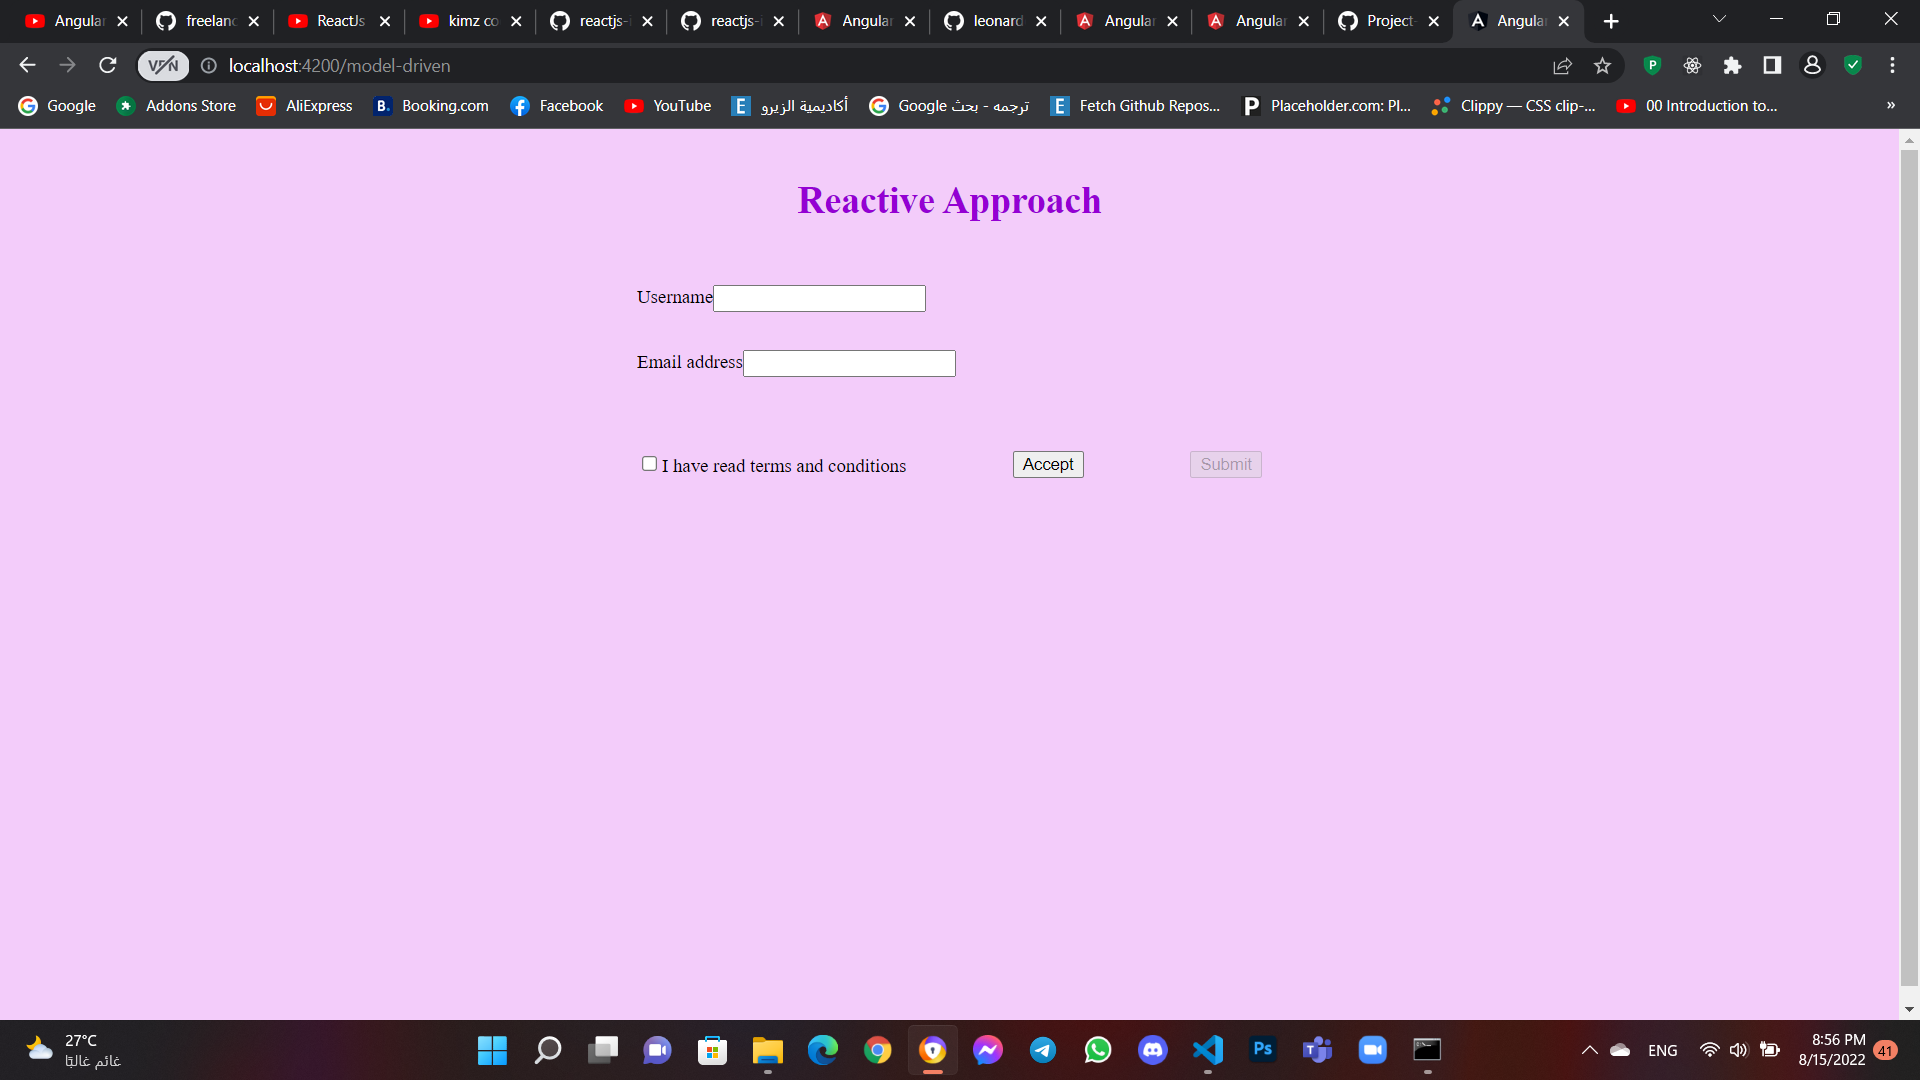 Angular
freelanc
ReactJs
kimz co
reactjs-i
reactjs-i
Angular
leonard
Angular
Angular
Project-
Angular
VPN
localhost:4200/model-driven
P
Google
Addons Store
AliExpress
B. Booking.com
Facebook
YouTube
E أكاديمية الزيرو
Google ترجمه - بحث
E Fetch Github Repos...
P Placeholder.com: Pl...
Clippy — CSS clip-...
00 Introduction to...
»
Reactive Approach
Username
Email address
I have read terms and conditions
Accept
Submit
27°C
غائم غالبًا
Ps
ENG
8:56 PM
8/15/2022
41